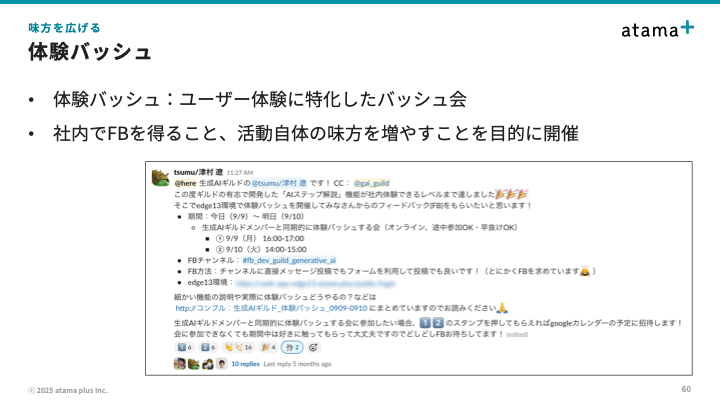 味方を広げる
体験バッシュ
atama+
• 体験バッシュ：ユーザー体験に特化したバッシュ会
• 社内でFBを得ること、活動自体の味方を増やすことを目的に開催
tsumu/津村 遼 11:27 AM
@here 生成AIギルドの@tsumu/津村 遼 です！ CC： @gai_guild
この度ギルドの有志で開発した「AIステップ解説」機能が社内体験できるレベルまで達しました🎉🎉🎉
そこでedge13環境で体験バッシュを開催してみなさんからのフィードバック(FB)をもらいたいと思います！
• 期間：今日（9/9）〜 明日（9/10）
◦ 生成AIギルドメンバーと同期的に体験バッシュする会（オンライン、途中参加OK・早抜けOK）
▪ ① 9/9（月） 16:00-17:00
▪ ② 9/10（火）14:00-15:00
• FBチャンネル： #fb_dev_guild_generative_ai
• FB方法：チャンネルに直接メッセージ投稿でもフォームを利用して投稿でも良いです！（とにかくFBを求めています🙇）
• edge13環境：
細かい機能の説明や実際に体験バッシュどうやるの？などは
http://コンフル：生成AIギルド_体験バッシュ_0909-0910 にまとめていますのでお読みください🙏
生成AIギルドメンバーと同期的に体験バッシュする会に参加したい場合、1️⃣2️⃣のスタンプを押してもらえればgoogleカレンダーの予定に招待します！
会に参加できなくても期間中は好きに触ってもらって大丈夫ですのでどしどしFBお待ちしてます！ (edited)
1️⃣ 6 2️⃣ 6 16 4 2
10 replies Last reply 5 months ago
ⓒ 2025 atama plus Inc.
60